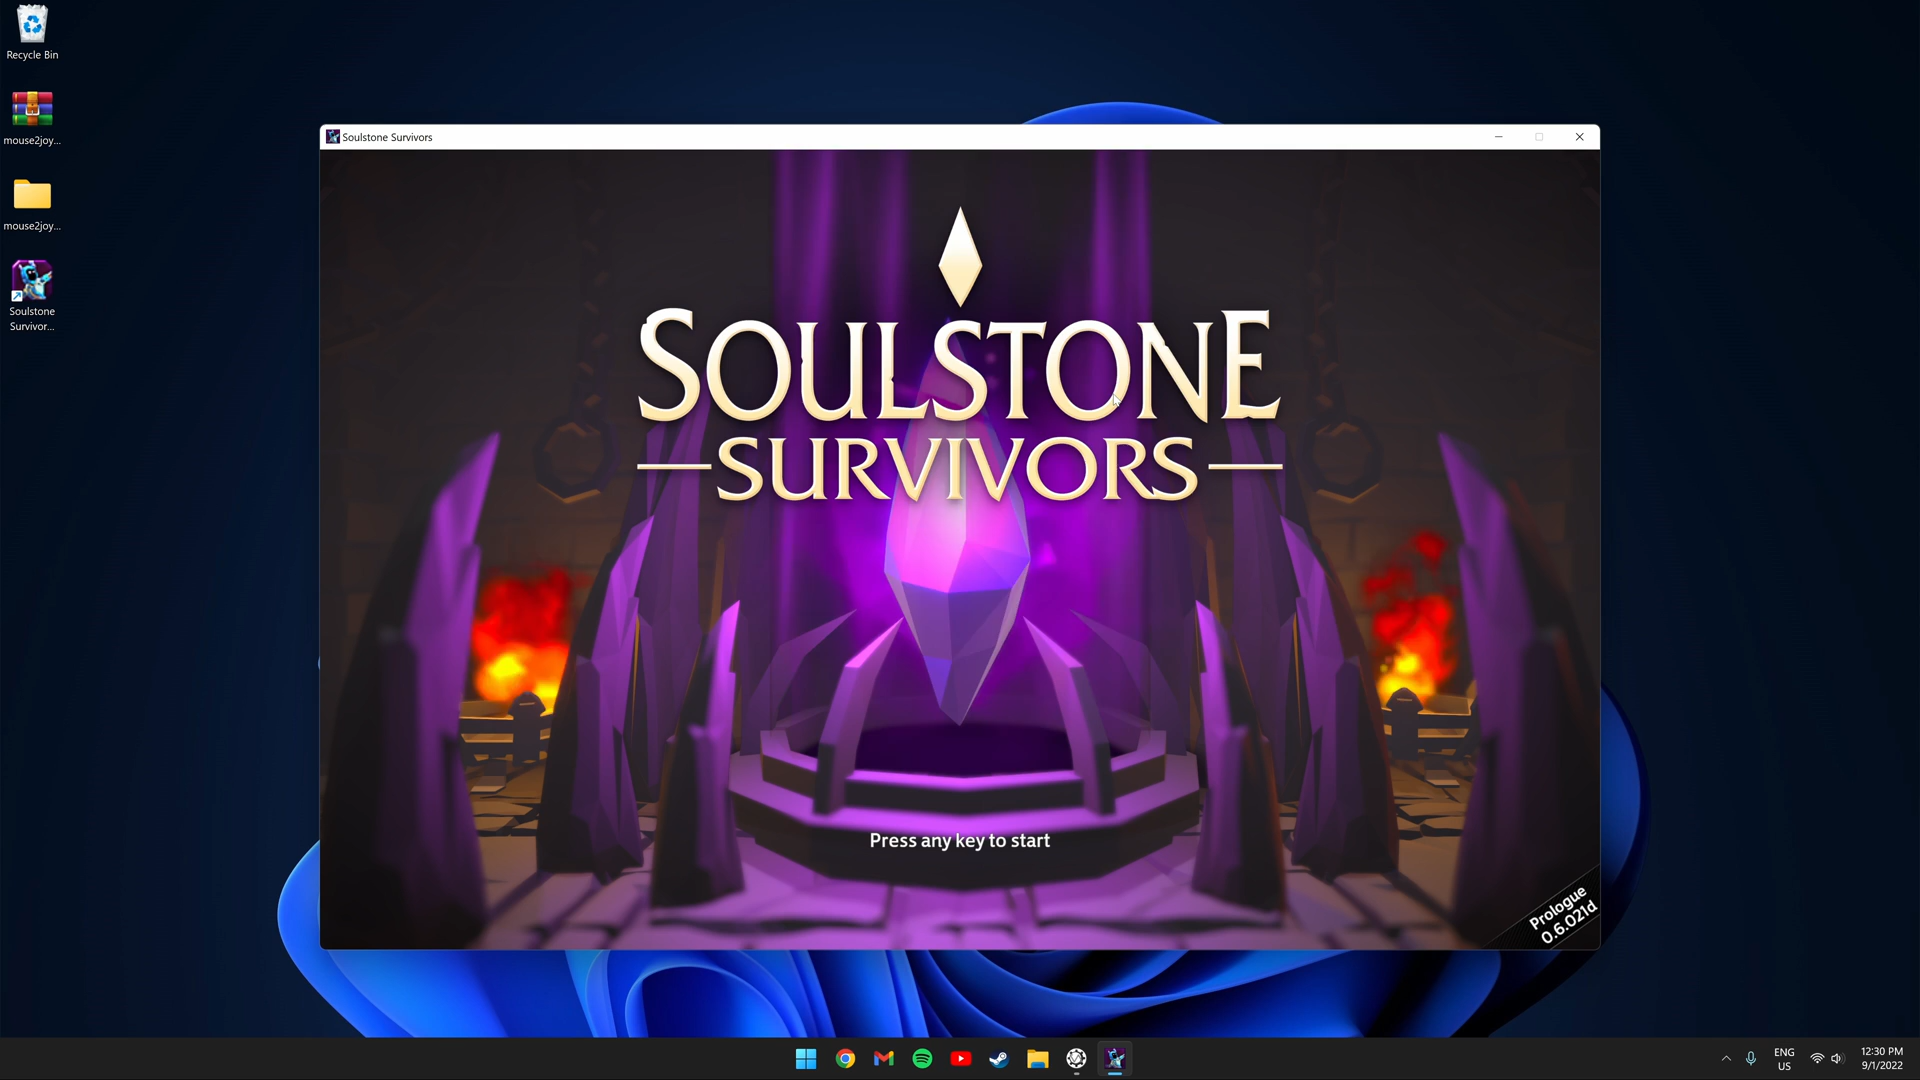 Recycle Bin
mouse2joy...
mouse2joy...
Soulstone
Survivor...
Soulstone Survivors
SOULSTONE
SURVIVORS
Press any key to start
Prologue
0.6.021d
ENG
US
12:30 PM
9/1/2022